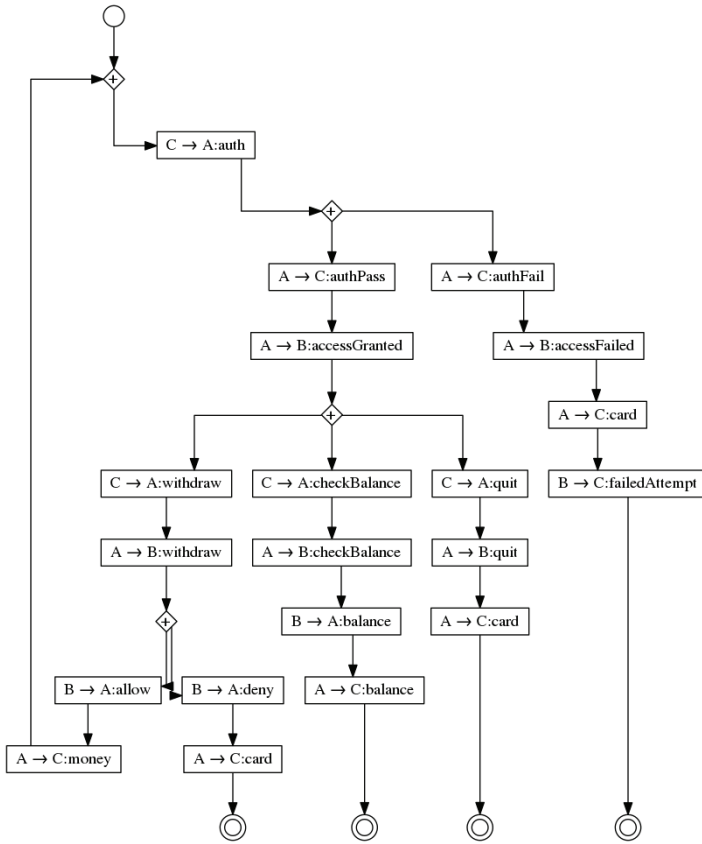 +
C → A:auth
+
A → C:authPass
A → C:authFail
A → B:accessGranted
A → B:accessFailed
+
A → C:card
C → A:withdraw
C → A:checkBalance
C → A:quit
B → C:failedAttempt
A → B:withdraw
A → B:checkBalance
A → B:quit
+
B → A:balance
A → C:card
B → A:allow
B → A:deny
A → C:balance
A → C:money
A → C:card